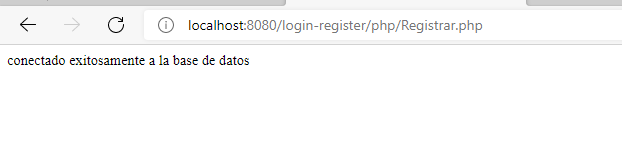 localhost:8080/login-register/php/Registrar.php
conectado exitosamente a la base de datos